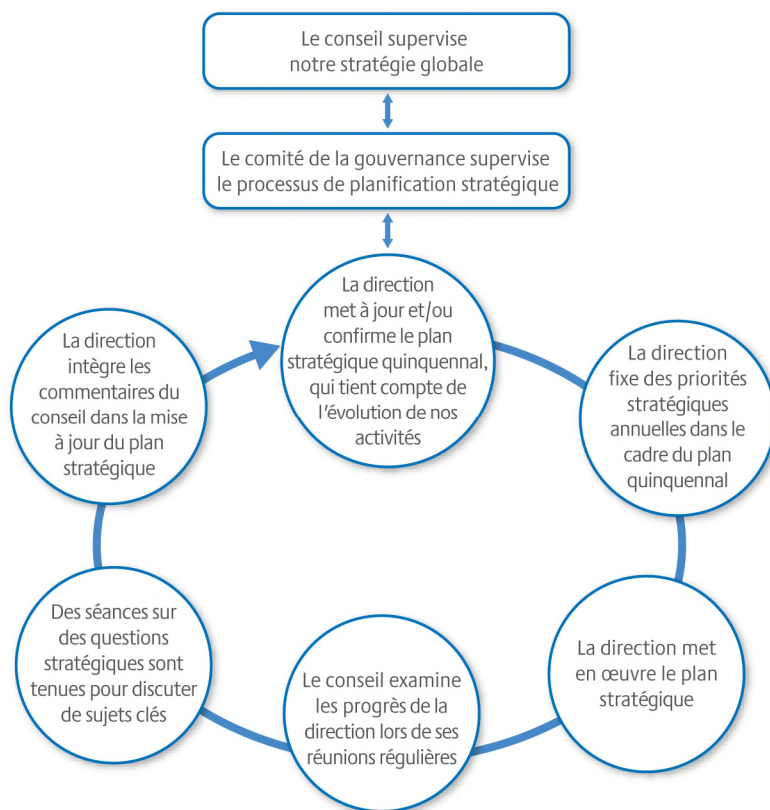 Le conseil supervise
notre stratégie globale
Le comité de la gouvernance supervise
le processus de planification stratégique
La direction
met à jour et/ou
confirme le plan
stratégique quinquennal,
qui tient compte de
l'évolution de nos
activités
La direction
fixe des priorités
stratégiques
annuelles dans le
cadre du plan
quinquennal
La direction met
en œuvre le plan
stratégique
Le conseil examine
les progrès de la
direction lors de ses
réunions régulières
Des séances sur
des questions
stratégiques sont
tenues pour discuter
de sujets clés
La direction
intègre les
commentaires du
conseil dans la mise
à jour du plan
stratégique